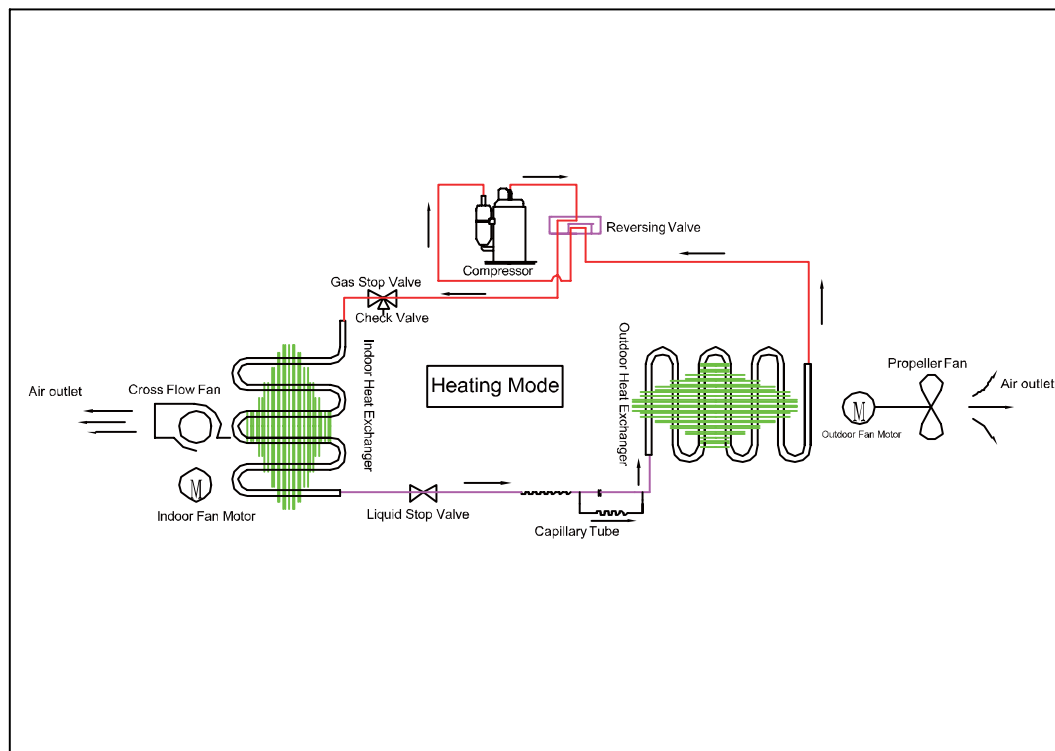 Reversing Valve
Compressor
Gas Stop Valve
Check Valve
Indoor Heat Exchanger
Outdoor Heat Exchanger
Heating Mode
Cross Flow Fan
Air outlet
Propeller Fan
Air outlet
M
Outdoor Fan Motor
M
Indoor Fan Motor
Liquid Stop Valve
Capillary Tube